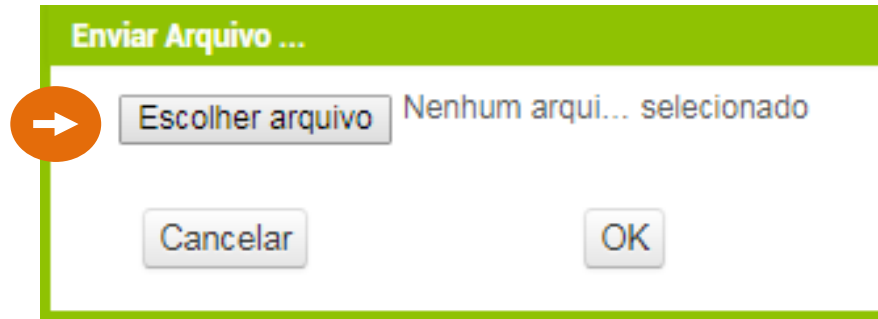 Enviar Arquivo ...
Escolher arquivo Nenhum arqui... selecionado
Cancelar OK